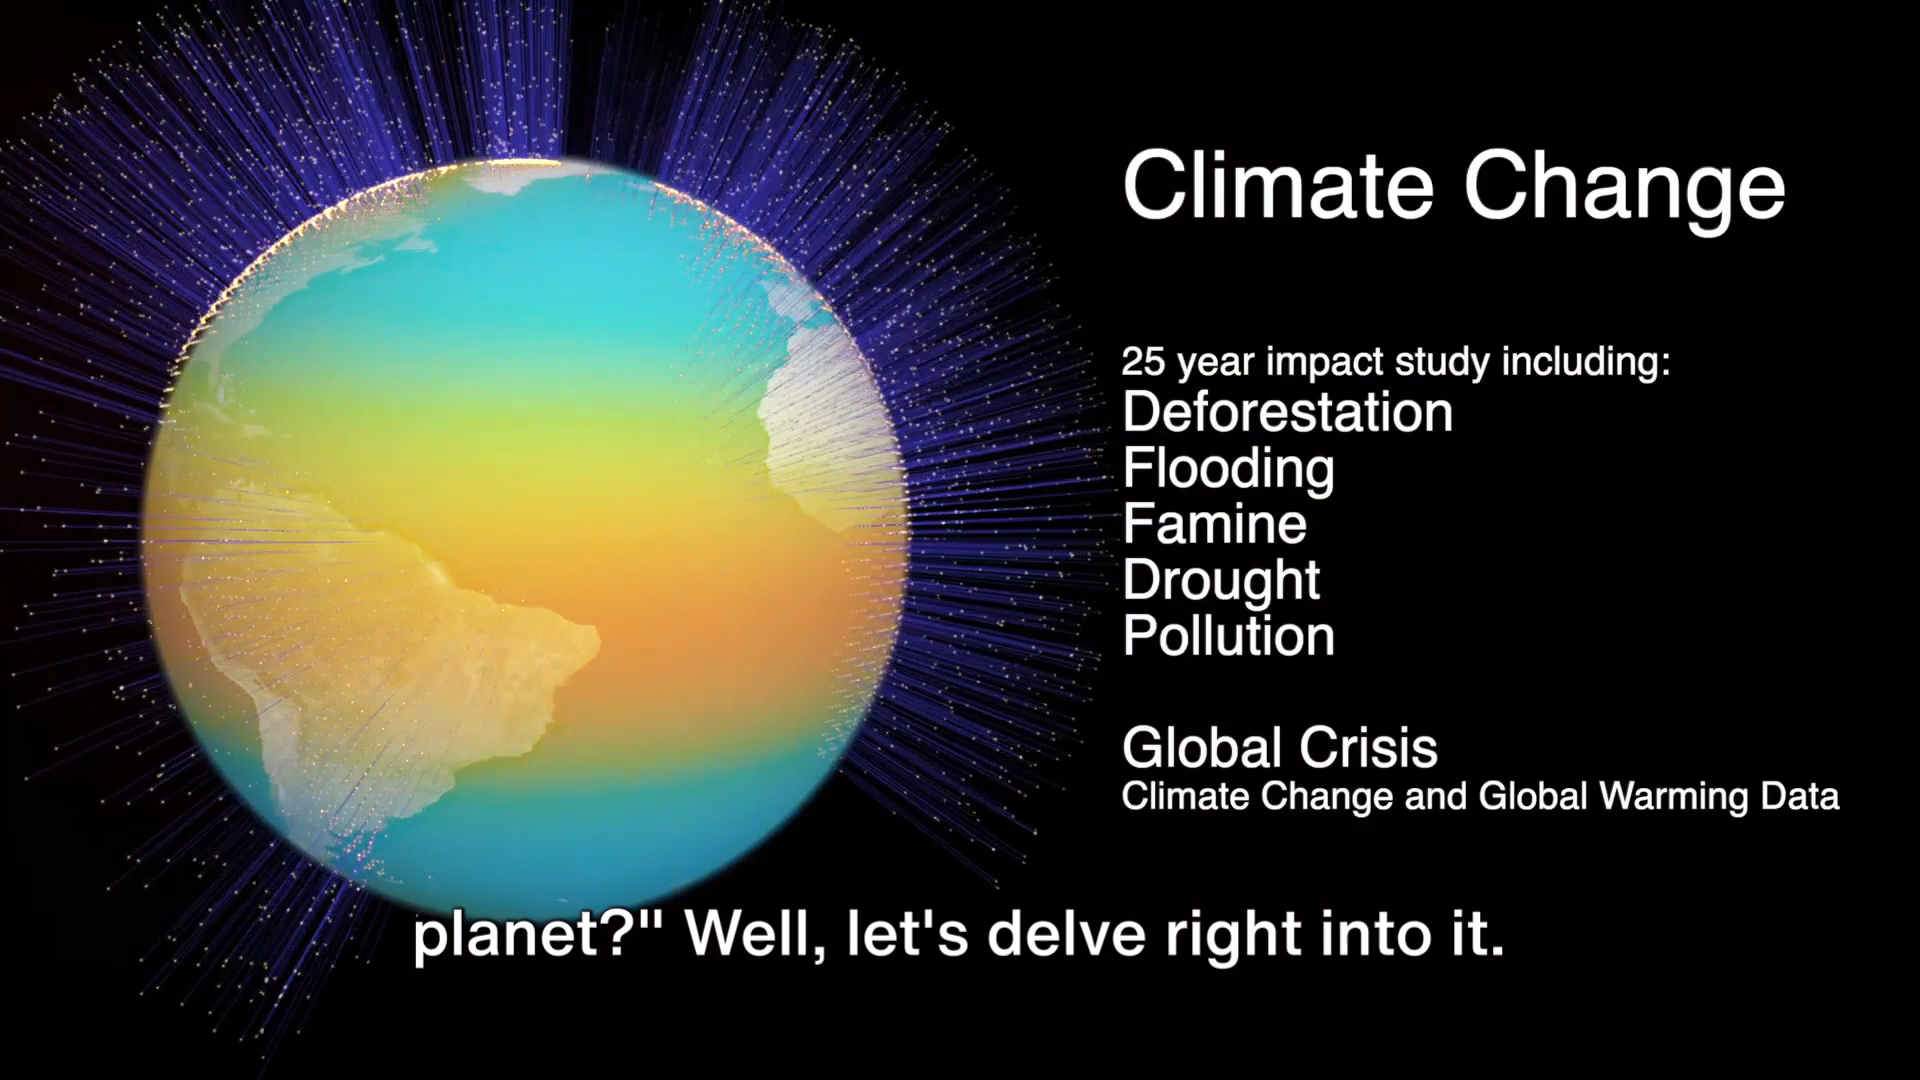 Climate Change
25 year impact study including:
Deforestation
Flooding
Famine
Drought
Pollution
Global Crisis
Climate Change and Global Warming Data
planet?" Well, let's delve right into it.